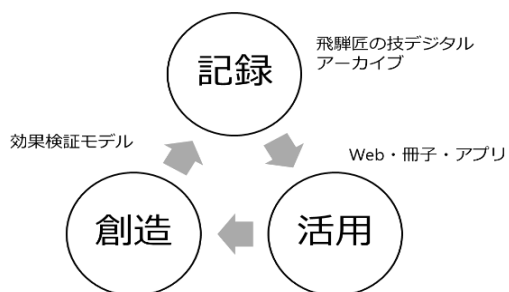 記録
飛騨匠の技デジタル
アーカイブ
効果検証モデル
Web・冊子・アプリ
創造
活用